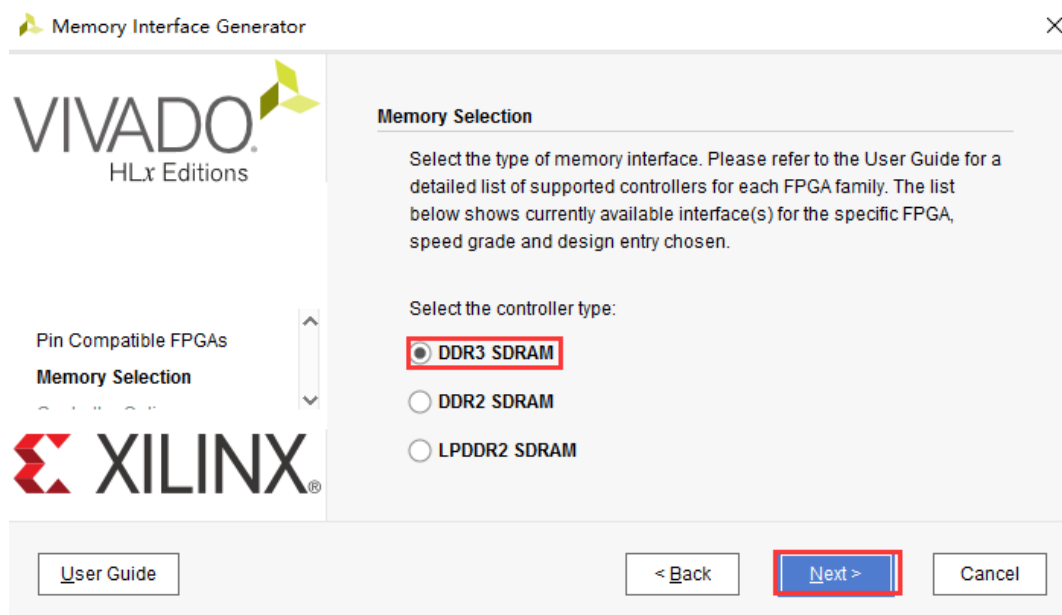 Memory Interface Generator
VIVADO.
HLx Editions
Memory Selection
Select the type of memory interface. Please refer to the User Guide for a
detailed list of supported controllers for each FPGA family. The list
below shows currently available interface(s) for the specific FPGA,
speed grade and design entry chosen.
Select the controller type:
DDR3 SDRAM
DDR2 SDRAM
LPDDR2 SDRAM
Pin Compatible FPGAs
Memory Selection
XILINX®
User Guide
< Back
Next >
Cancel